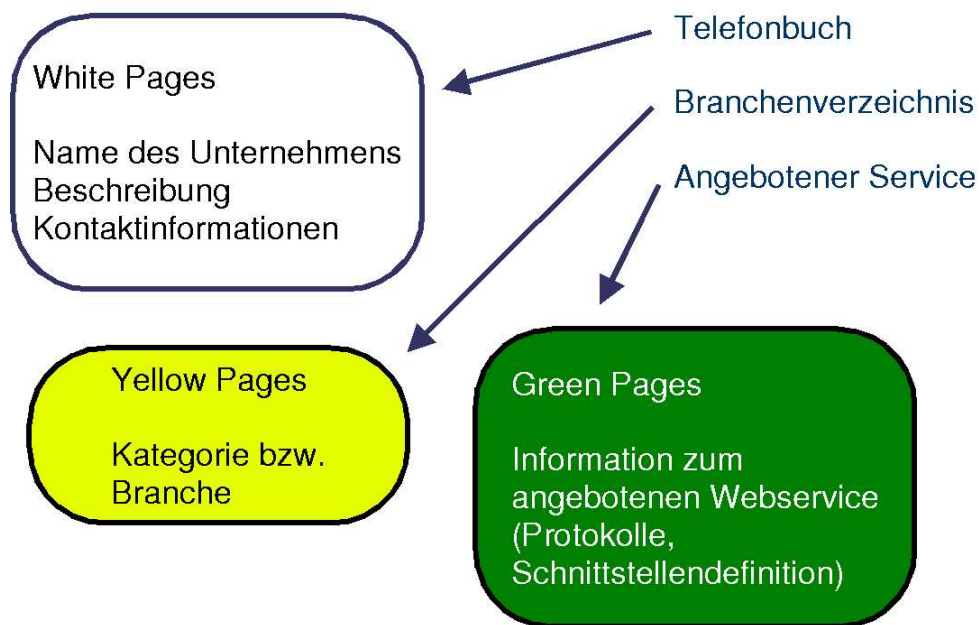 Telefonbuch
Branchenverzeichnis
Angebotener Service
White Pages
Name des Unternehmens
Beschreibung
Kontaktinformationen
Yellow Pages
Kategorie bzw.
Branche
Green Pages
Information zum
angebotenen Webservice
(Protokolle,
Schnittstellendefinition)